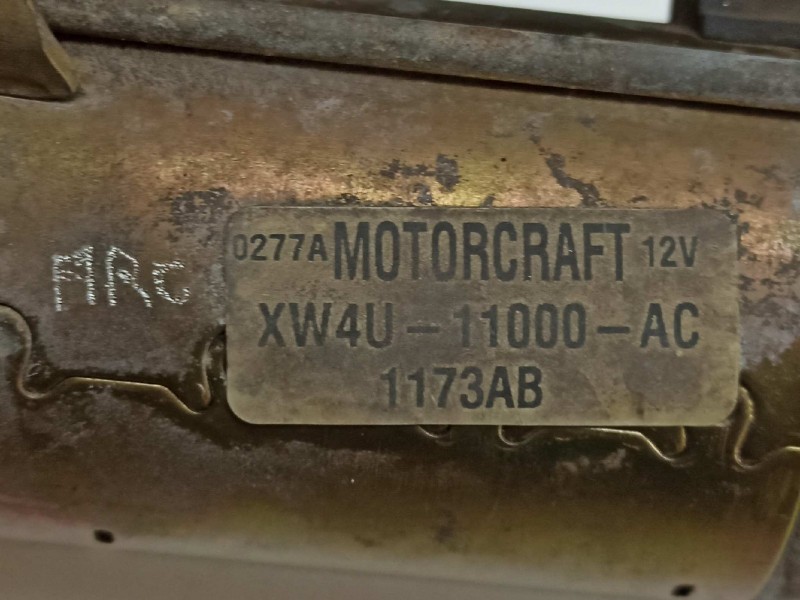 0277A MOTORCRAFT 12V
XW4U-11000-AC
1173AB
MRC